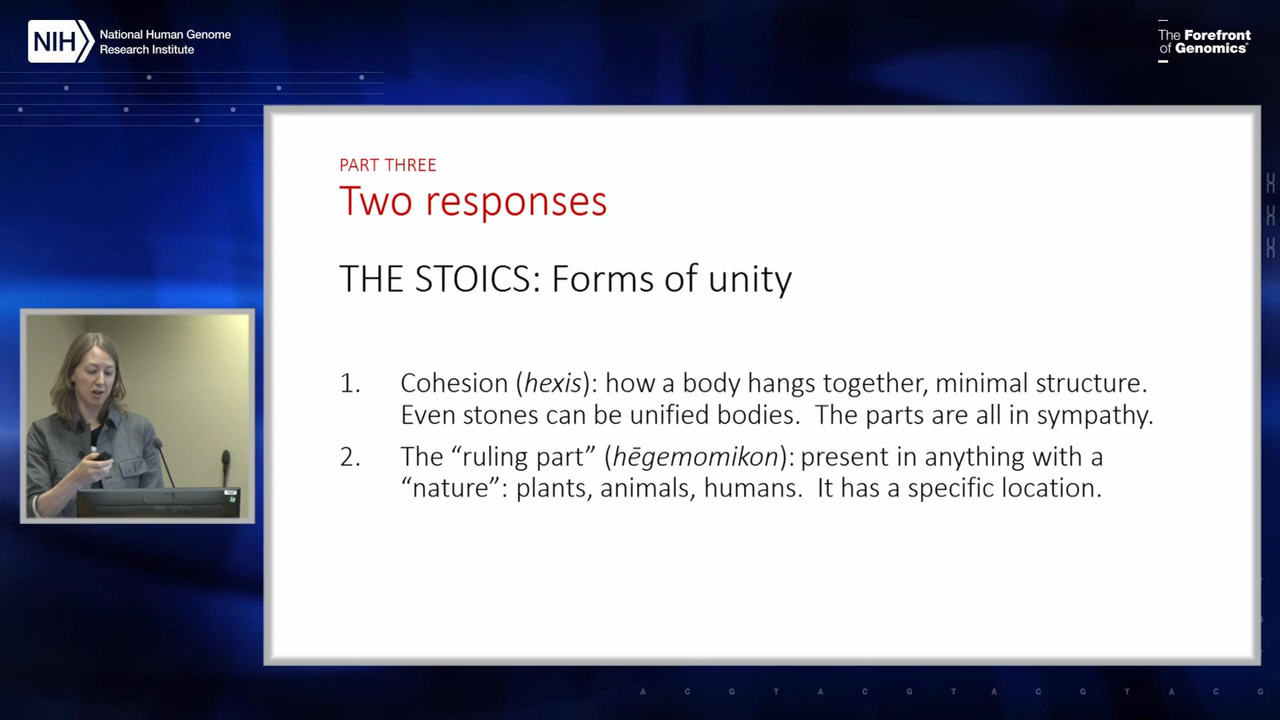 NIH
National Human Genome
Research Institute
The Forefront
of Genomics®
PART THREE
Two responses
THE STOICS: Forms of unity
1. Cohesion (hexis): how a body hangs together, minimal structure.
Even stones can be unified bodies. The parts are all in sympathy.
2. The “ruling part” (hēgemomikon): present in anything with a
“nature”: plants, animals, humans. It has a specific location.
A C G T A C G T A C G T A C G